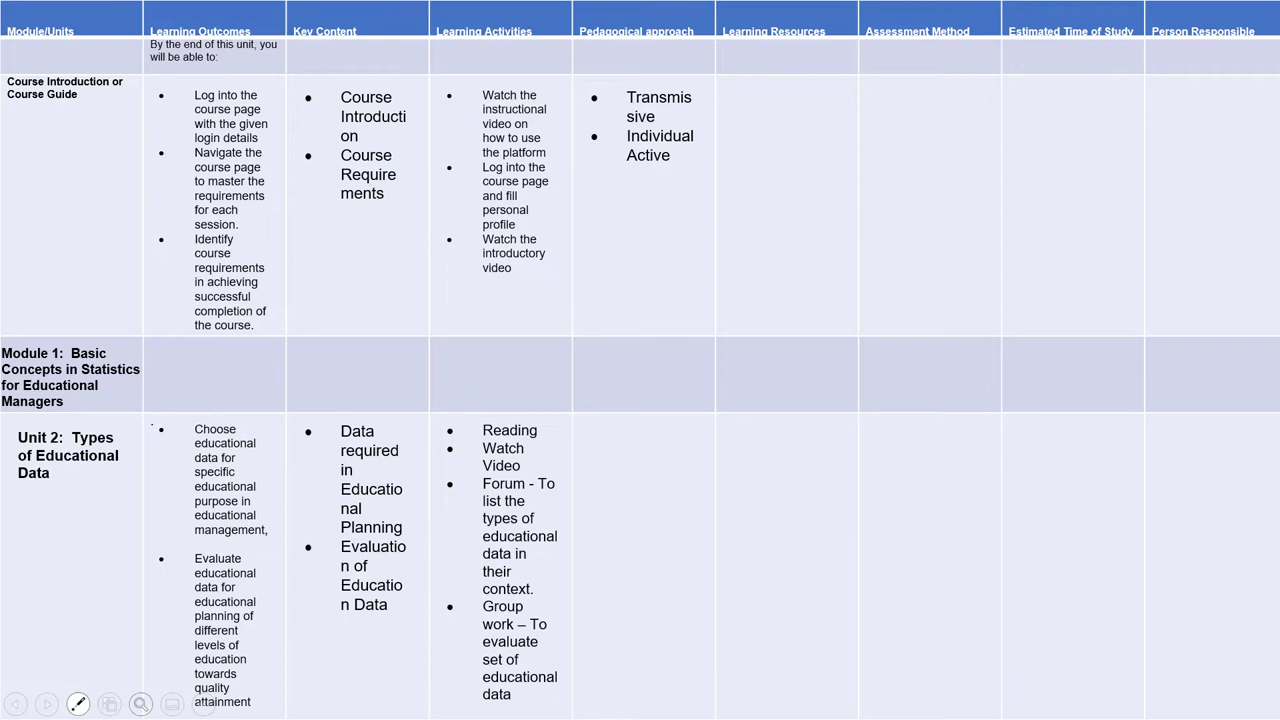 Module/Units
Learning Outcomes
Key Content
Learning Activities
Pedagogical approach
Learning Resources
Assessment Method
Estimated Time of Study
Person Responsible
By the end of this unit, you
will be able to:
Course Introduction or
Course Guide
• Log into the
course page
with the given
login details
• Navigate the
course page
to master the
requirements
for each
session.
• Identify
course
requirements
in achieving
successful
completion of
the course.
• Course
Introducti
on
• Course
Require
ments
• Watch the
instructional
video on
how to use
the platform
• Log into the
course page
and fill
personal
profile
• Watch the
introductory
video
• Transmis
sive
• Individual
Active
Module 1: Basic
Concepts in Statistics
for Educational
Managers
Unit 2: Types
of Educational
Data
.
• Choose
educational
data for
specific
educational
purpose in
educational
management,
• Evaluate
educational
data for
educational
planning of
different
levels of
education
towards
quality
attainment
• Data
required
in
Educatio
nal
Planning
• Evaluatio
n of
Educatio
n Data
• Reading
• Watch
Video
• Forum - To
list the
types of
educational
data in
their
context.
• Group
work – To
evaluate
set of
educational
data